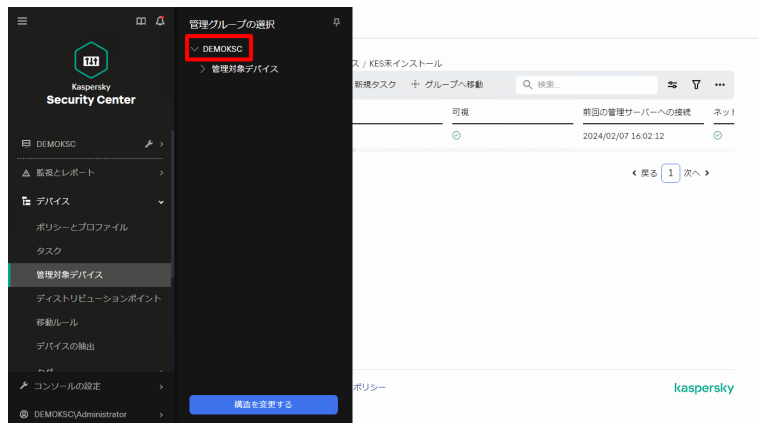 管理グループの選択
DEMOKSC
管理対象デバイス
Kaspersky
Security Center
DEMOKSC
監視とレポート
デバイス
ポリシーとプロファイル
タスク
管理対象デバイス
ディストリビューションポイント
移動ルール
デバイスの抽出
コンソールの設定
DEMOKSC\Administrator
構造を変更する
ス / KES未インストール
新規タスク グループへ移動 検索...
可視 前回の管理サーバーへの接続 ネット
2024/02/07 16:02:12
戻る 1 次へ
ポリシー
kaspersky